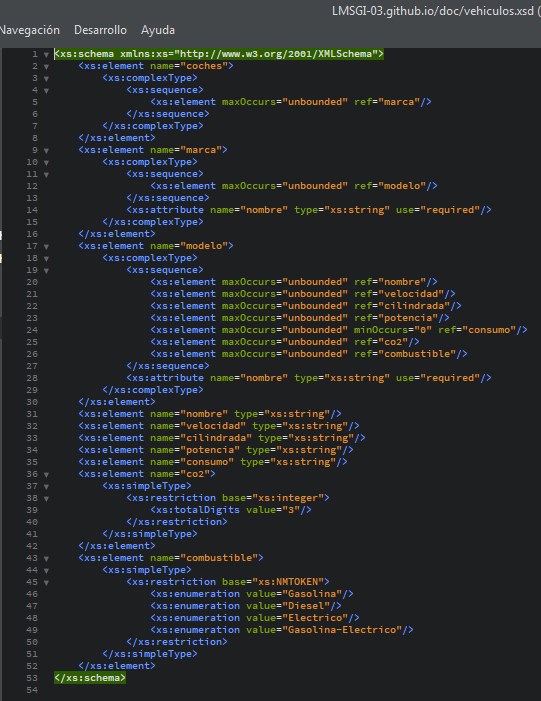 LMSGI-03.github.io/doc/vehiculos.xsd (
Navegación Desarrollo Ayuda
1 <xs:schema xmlns:xs="http://www.w3.org/2001/XMLSchema">
2 <xs:element name="coches">
3 <xs:complexType>
4 <xs:sequence>
5 <xs:element maxOccurs="unbounded" ref="marca"/>
6 </xs:sequence>
7 </xs:complexType>
8 </xs:element>
9 <xs:element name="marca">
10 <xs:complexType>
11 <xs:sequence>
12 <xs:element maxOccurs="unbounded" ref="modelo"/>
13 </xs:sequence>
14 <xs:attribute name="nombre" type="xs:string" use="required"/>
15 </xs:complexType>
16 </xs:element>
17 <xs:element name="modelo">
18 <xs:complexType>
19 <xs:sequence>
20 <xs:element maxOccurs="unbounded" ref="nombre"/>
21 <xs:element maxOccurs="unbounded" ref="velocidad"/>
22 <xs:element maxOccurs="unbounded" ref="cilindrada"/>
23 <xs:element maxOccurs="unbounded" ref="potencia"/>
24 <xs:element maxOccurs="unbounded" minOccurs="0" ref="consumo"/>
25 <xs:element maxOccurs="unbounded" ref="co2"/>
26 <xs:element maxOccurs="unbounded" ref="combustible"/>
27 </xs:sequence>
28 <xs:attribute name="nombre" type="xs:string" use="required"/>
29 </xs:complexType>
30 </xs:element>
31 <xs:element name="nombre" type="xs:string"/>
32 <xs:element name="velocidad" type="xs:string"/>
33 <xs:element name="cilindrada" type="xs:string"/>
34 <xs:element name="potencia" type="xs:string"/>
35 <xs:element name="consumo" type="xs:string"/>
36 <xs:element name="co2">
37 <xs:simpleType>
38 <xs:restriction base="xs:integer">
39 <xs:totalDigits value="3"/>
40 </xs:restriction>
41 </xs:simpleType>
42 </xs:element>
43 <xs:element name="combustible">
44 <xs:simpleType>
45 <xs:restriction base="xs:NMTOKEN">
46 <xs:enumeration value="Gasolina"/>
47 <xs:enumeration value="Diesel"/>
48 <xs:enumeration value="Electrico"/>
49 <xs:enumeration value="Gasolina-Electrico"/>
50 </xs:restriction>
51 </xs:simpleType>
52 </xs:element>
53 </xs:schema>
54